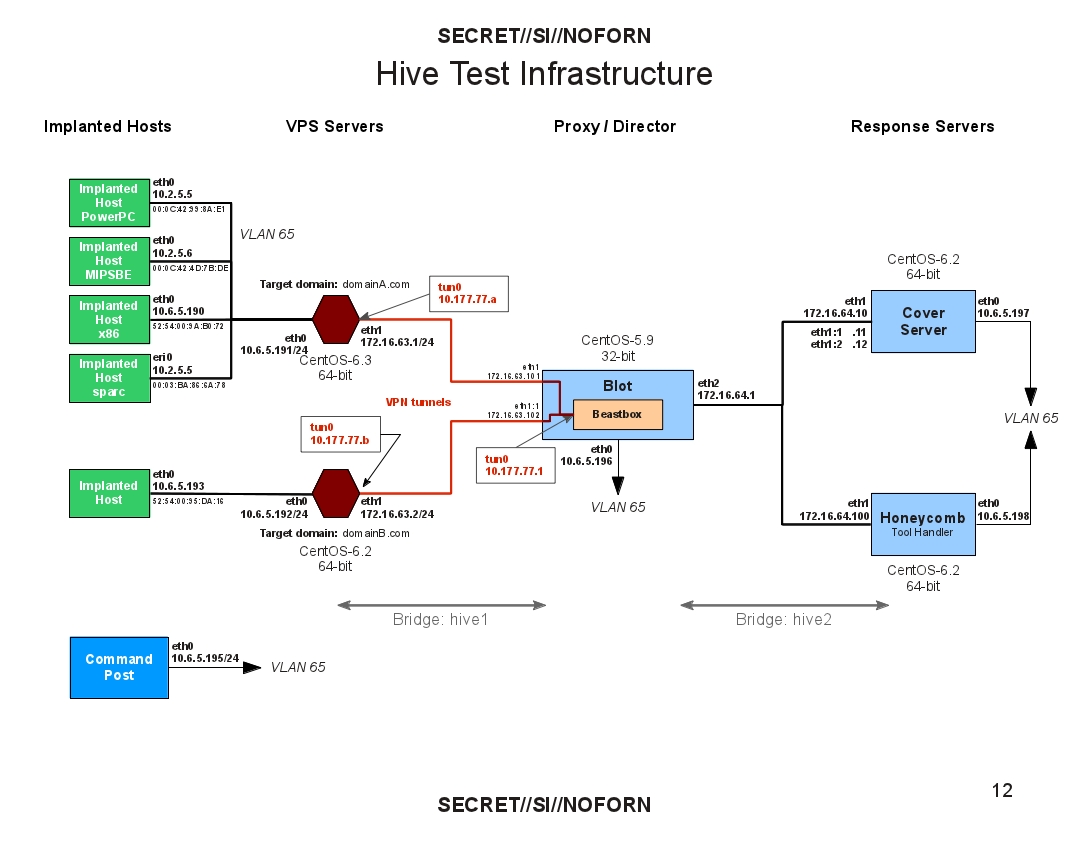 SECRET//SI//NOFORN
Hive Test Infrastructure
Implanted Hosts
VPS Servers
Proxy / Director
Response Servers
Implanted
Host
PowerPC
eth0
10.2.5.5
00:0C:42:99:8A:E1
VLAN 65
Implanted
Host
MIPSBE
eth0
10.2.5.6
00:0C:42:4D:7B:DE
Implanted
Host
x86
eth0
10.6.5.190
52:54:00:9A:B0:72
Implanted
Host
sparc
eri0
10.2.5.5
00:03:BA:86:6A:78
Target domain: domainA.com
tun0
10.177.77.a
eth0
10.6.5.191/24
eth1
172.16.63.1/24
CentOS-6.3
64-bit
VPN tunnels
tun0
10.177.77.b
Implanted
Host
eth0
10.6.5.193
52:54:00:95:DA:16
eth0
10.6.5.192/24
eth1
172.16.63.2/24
Target domain: domainB.com
CentOS-6.2
64-bit
CentOS-5.9
32-bit
eth1
172.16.63.101
eth1:1
172.16.63.102
Blot
Beastbox
eth2
172.16.64.1
tun0
10.177.77.1
eth0
10.6.5.196
VLAN 65
CentOS-6.2
64-bit
eth1
172.16.64.10
eth1:1 .11
eth1:2 .12
Cover
Server
eth0
10.6.5.197
VLAN 65
eth1
172.16.64.100
Honeycomb
Tool Handler
eth0
10.6.5.198
CentOS-6.2
64-bit
Bridge: hive1
Bridge: hive2
Command
Post
eth0
10.6.5.195/24
VLAN 65
12
SECRET//SI//NOFORN